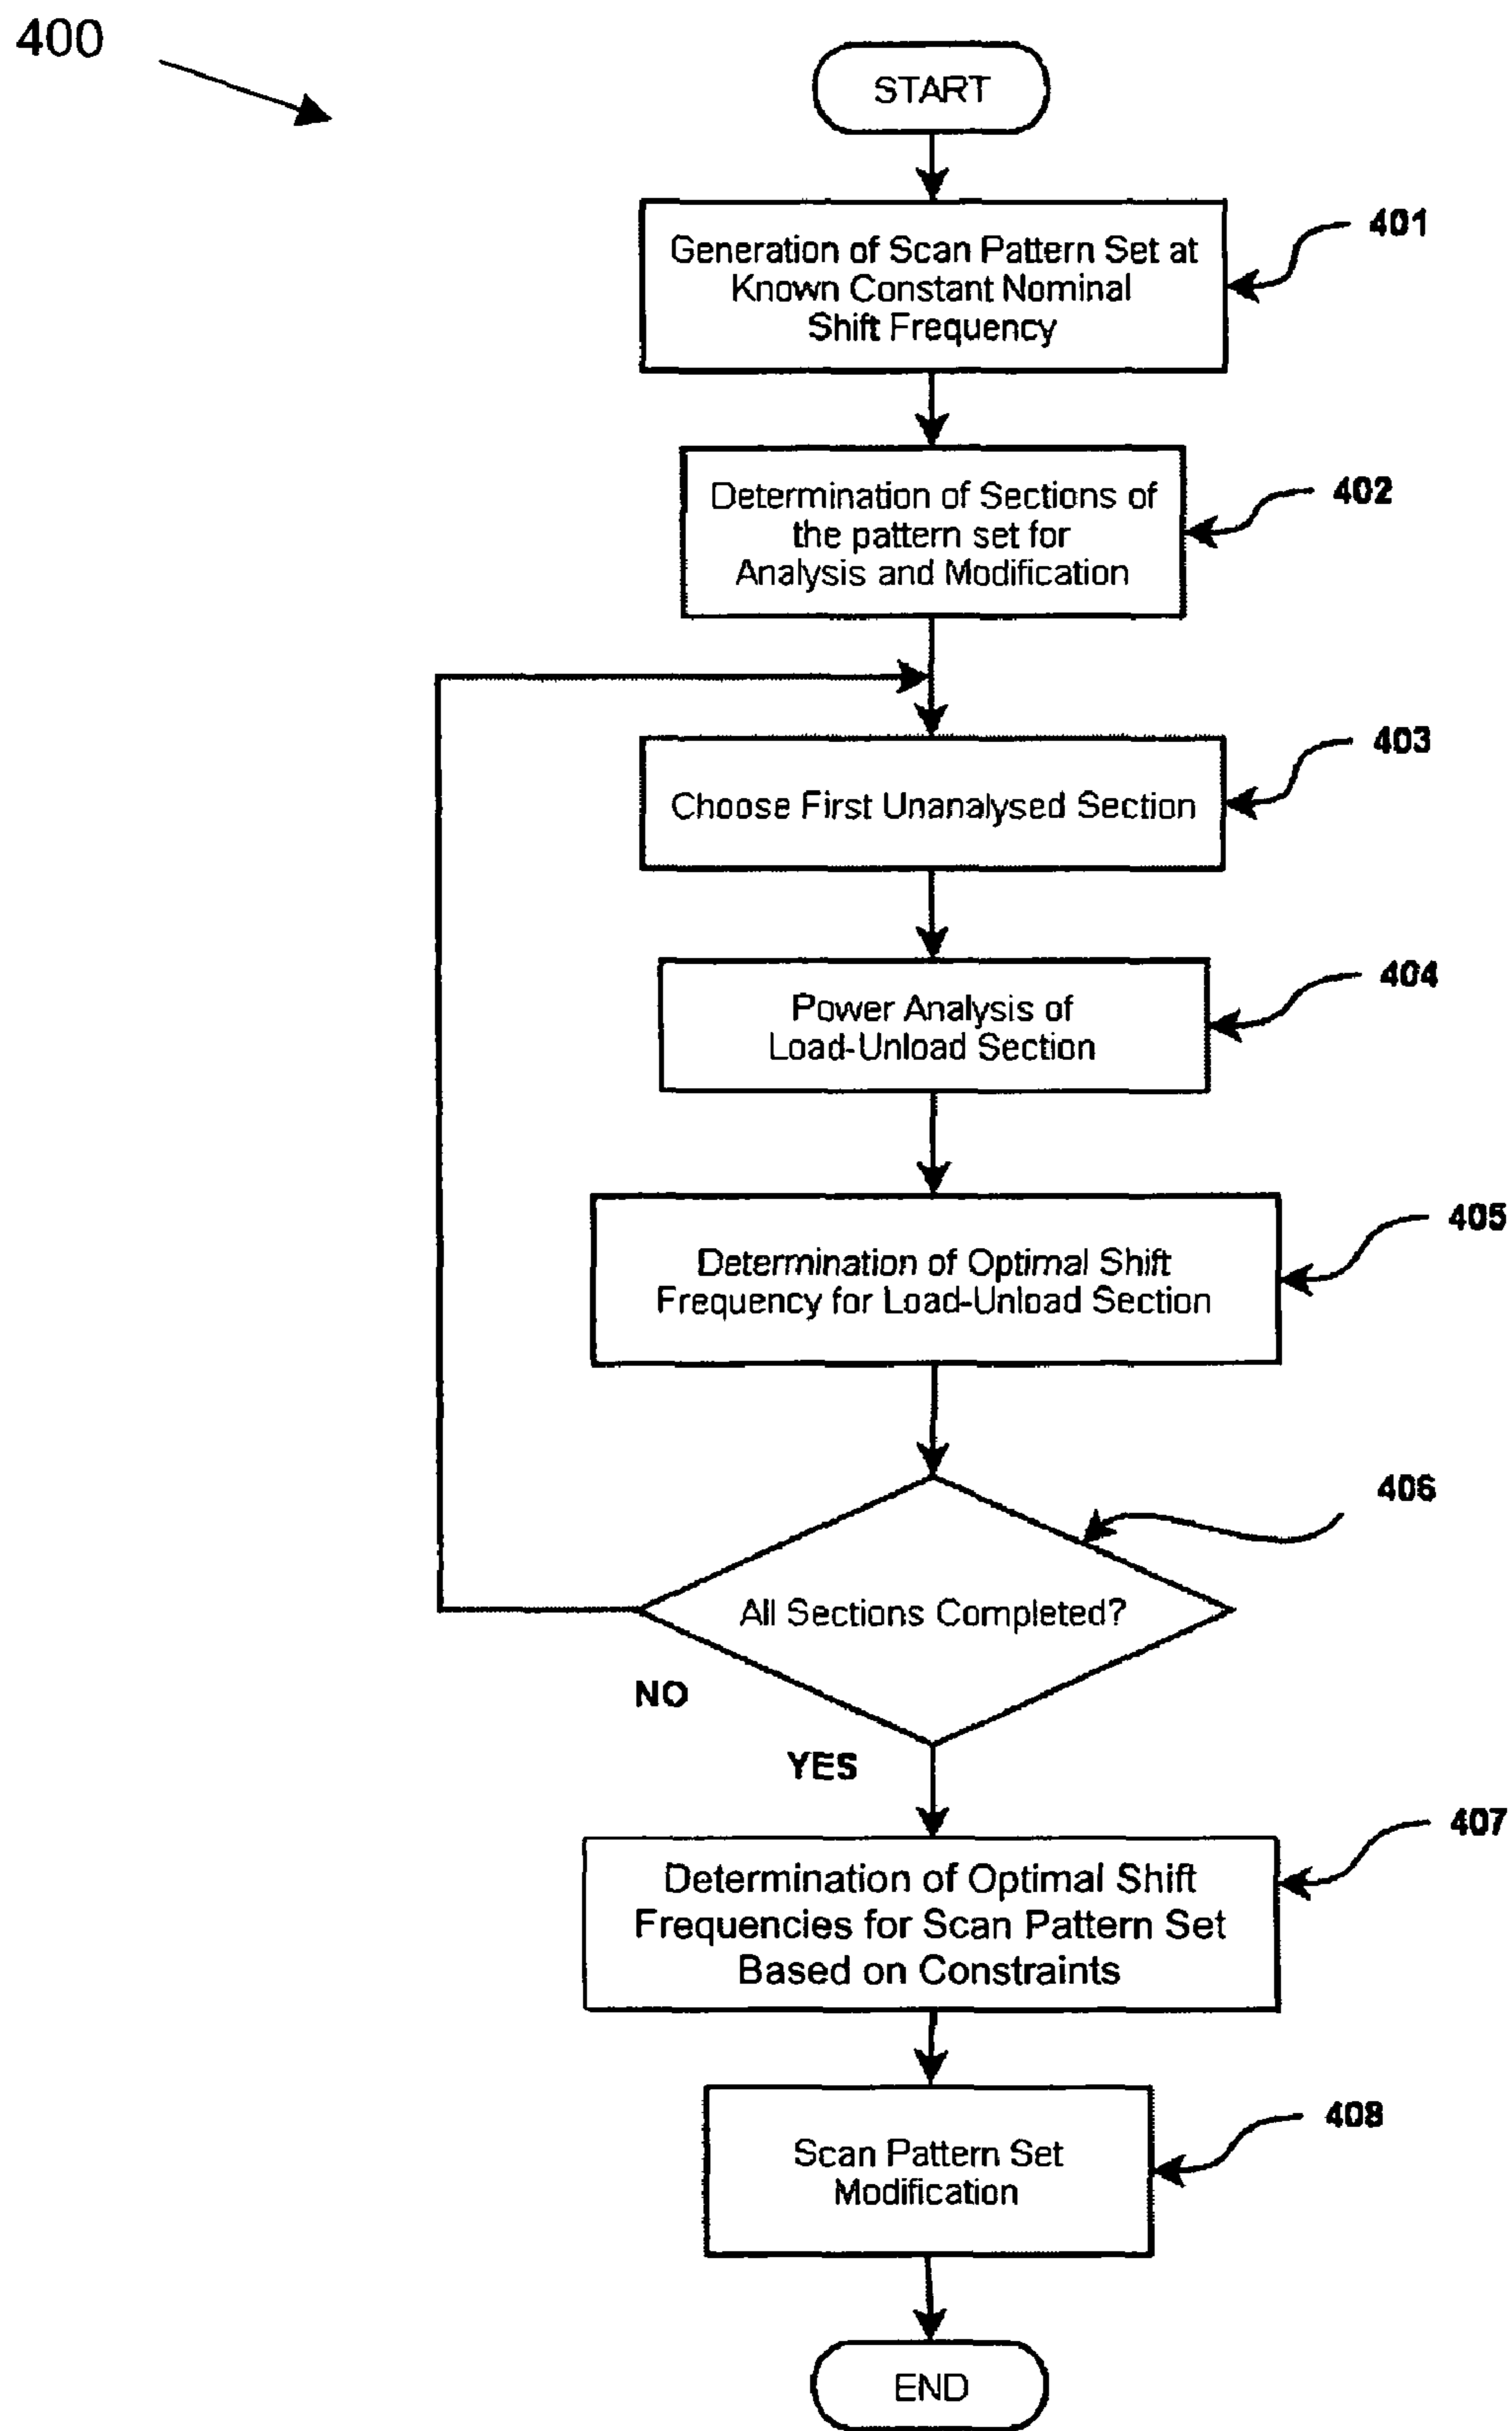 400
START
Generation of Scan Pattern Set at
Known Constant Nominal
Shift Frequency
401
Determination of Sections of
the pattern set for
Analysis and Modification
402
Choose First Unanalysed Section
403
Power Analysis of
Load-Unload Section
404
Determination of Optimal Shift
Frequency for Load-Unload Section
405
All Sections Completed?
406
NO
YES
Determination of Optimal Shift
Frequencies for Scan Pattern Set
Based on Constraints
407
Scan Pattern Set
Modification
408
END